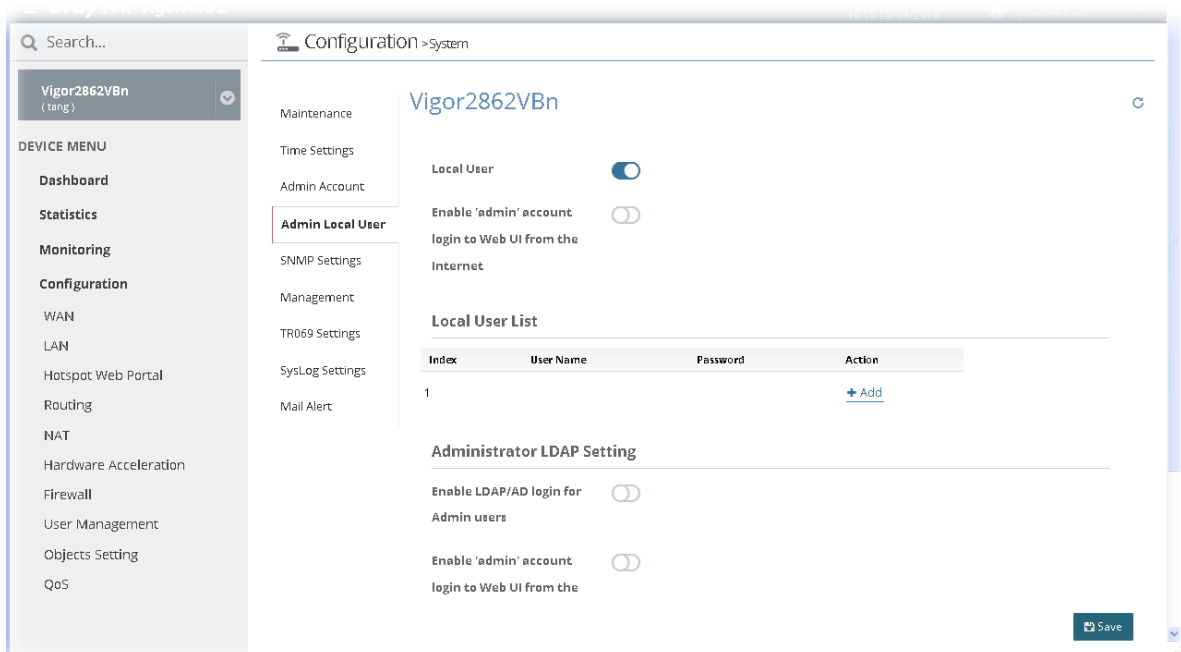 Search...
Configuration >System
Vigor2862VBn
( tang )
DEVICE MENU
Dashboard
Statistics
Monitoring
Configuration
WAN
LAN
Hotspot Web Portal
Routing
NAT
Hardware Acceleration
Firewall
User Management
Objects Setting
QoS
Maintenance
Time Settings
Admin Account
Admin Local User
SNMP Settings
Management
TR069 Settings
SysLog Settings
Mail Alert
Vigor2862VBn
Local User
Enable 'admin' account
login to Web UI from the
Internet
Local User List
Index User Name Password Action
1 + Add
Administrator LDAP Setting
Enable LDAP/AD login for
Admin users
Enable 'admin' account
login to Web UI from the
Save